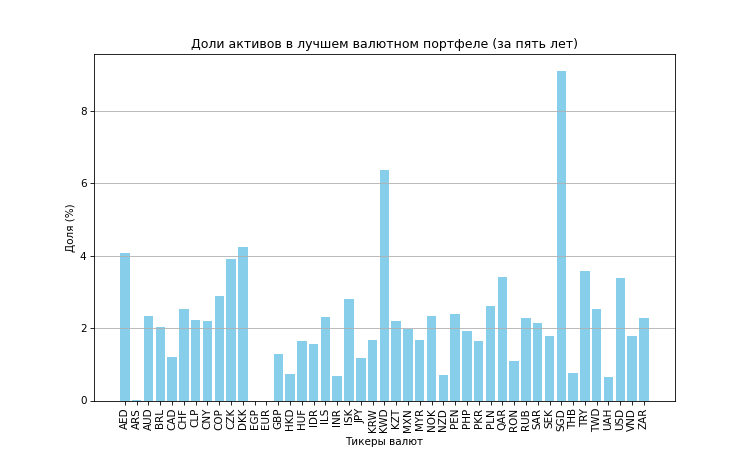 Доли активов в лучшем валютном портфеле (за пять лет)
Доля (%)
8
6
4
2
0
AED ARS AUD BRL CAD CHF CLP CNY COP CZK DKK EGP EUR GBP HKD HUF IDR ILS INR ISK JPY KRW KWD KZT MXN MYR NOK NZD PEN PHP PKR PLN QAR RON RUB SAR SEK SGD THB TRY TWD UAH USD VND ZAR
Тикеры валют